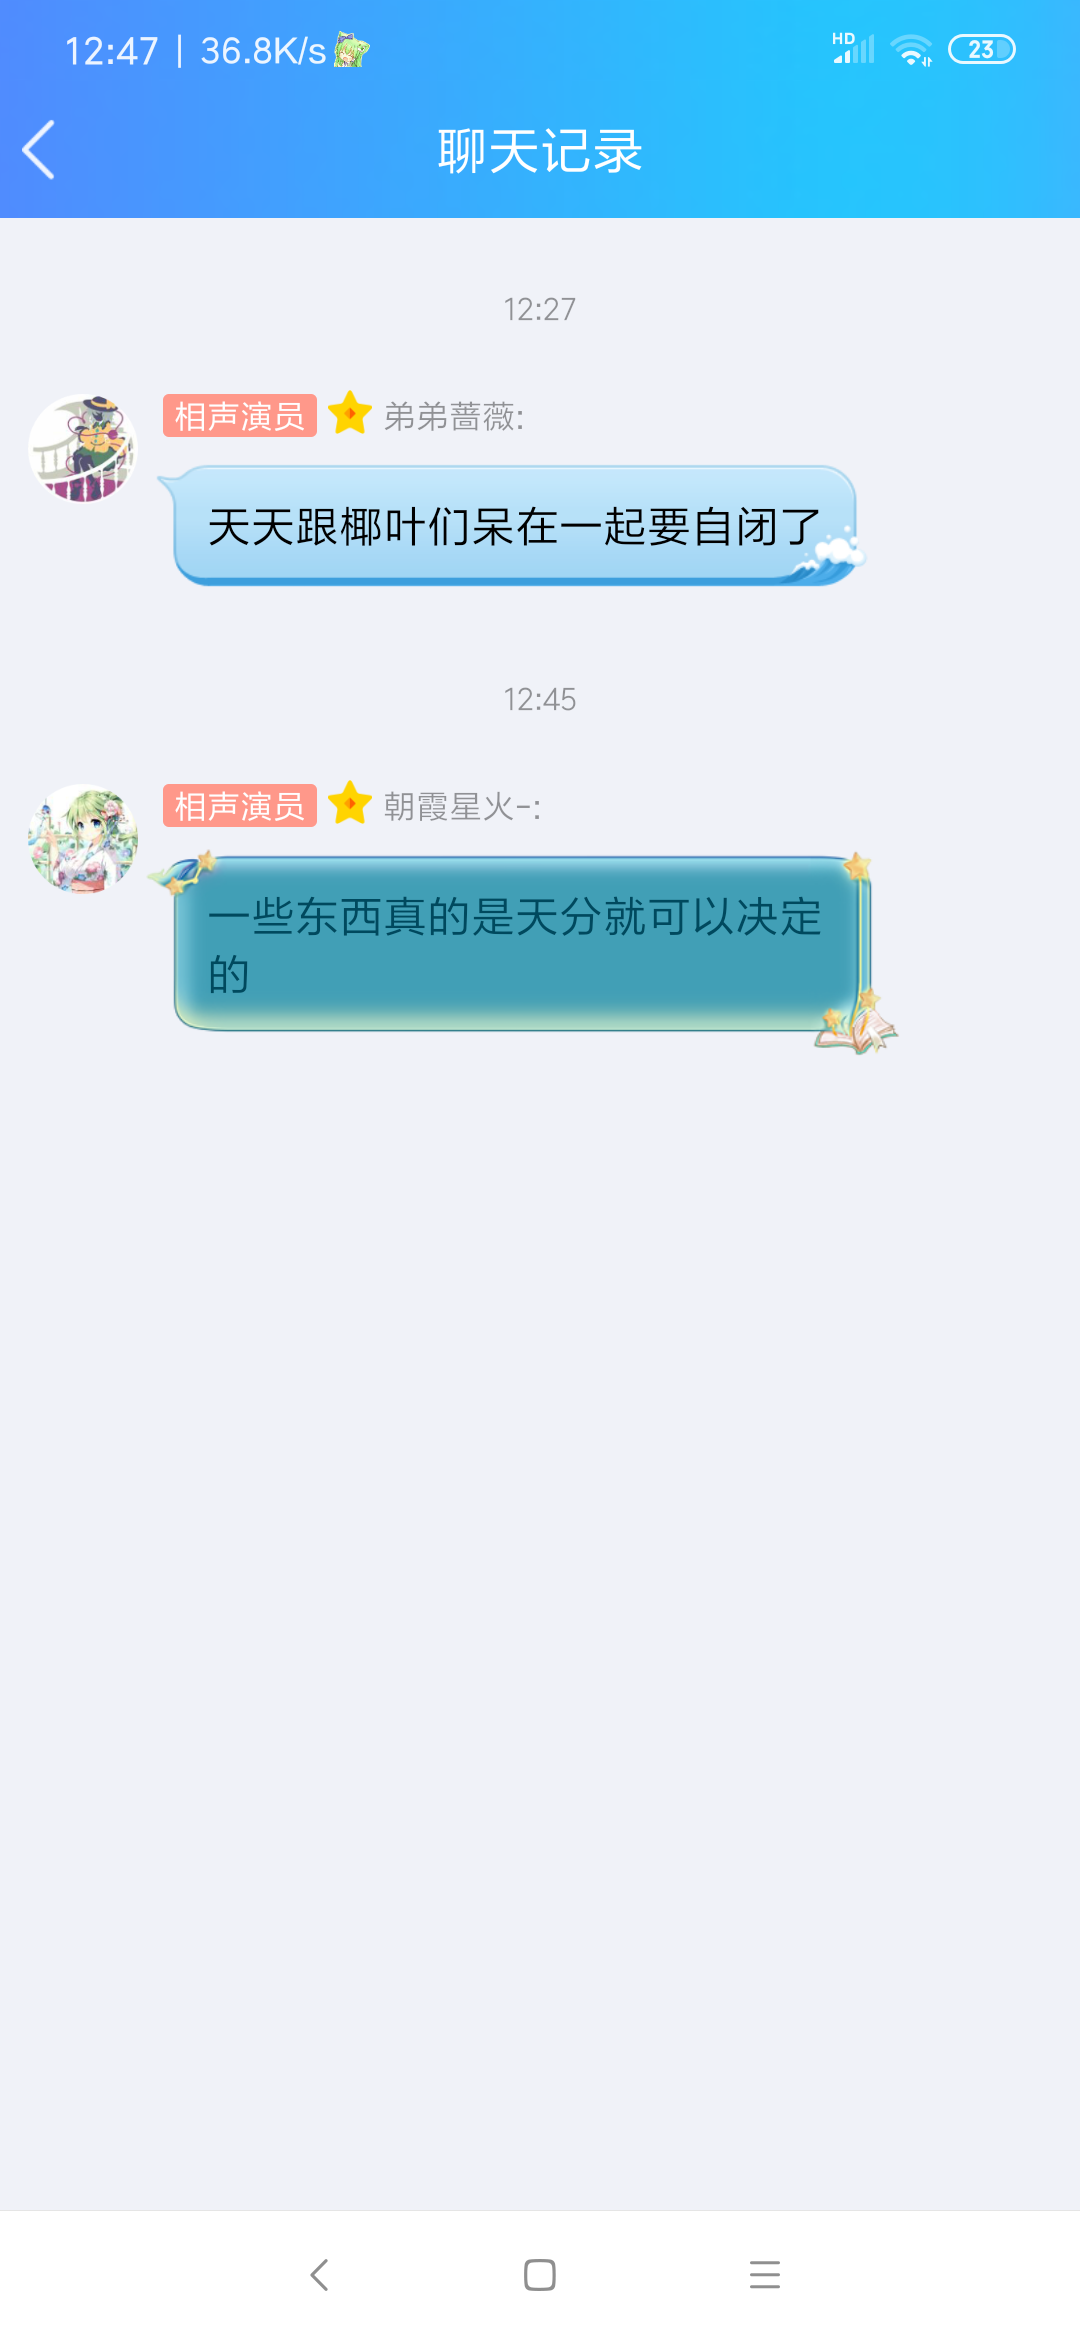 12:47 | 36.8K/s
HD
23
聊天记录
12:27
相声演员 弟弟蔷薇:
天天跟椰叶们呆在一起要自闭了
12:45
相声演员 朝霞星火-:
一些东西真的是天分就可以决定
的